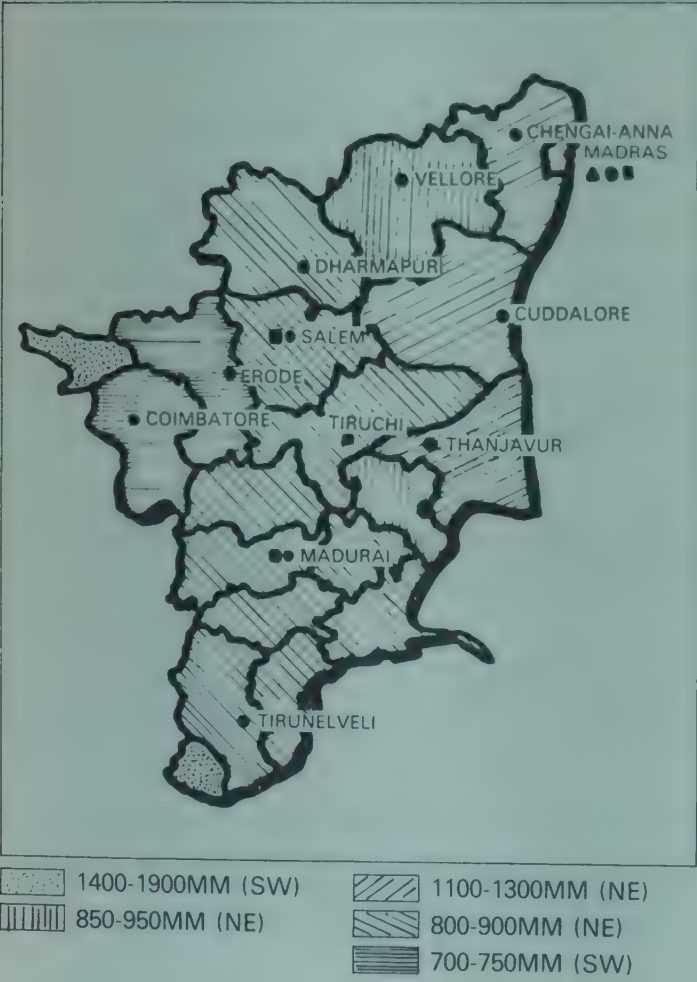 CHENGAI-ANNA
MADRAS
VELLORE
DHARMAPURI
CUDDALORE
SALEM
ERODE
COIMBATORE
TIRUCHI
THANJAVUR
MADURAI
TIRUNELVELI
1400-1900MM (SW)
850-950MM (NE)
1100-1300MM (NE)
800-900MM (NE)
700-750MM (SW)